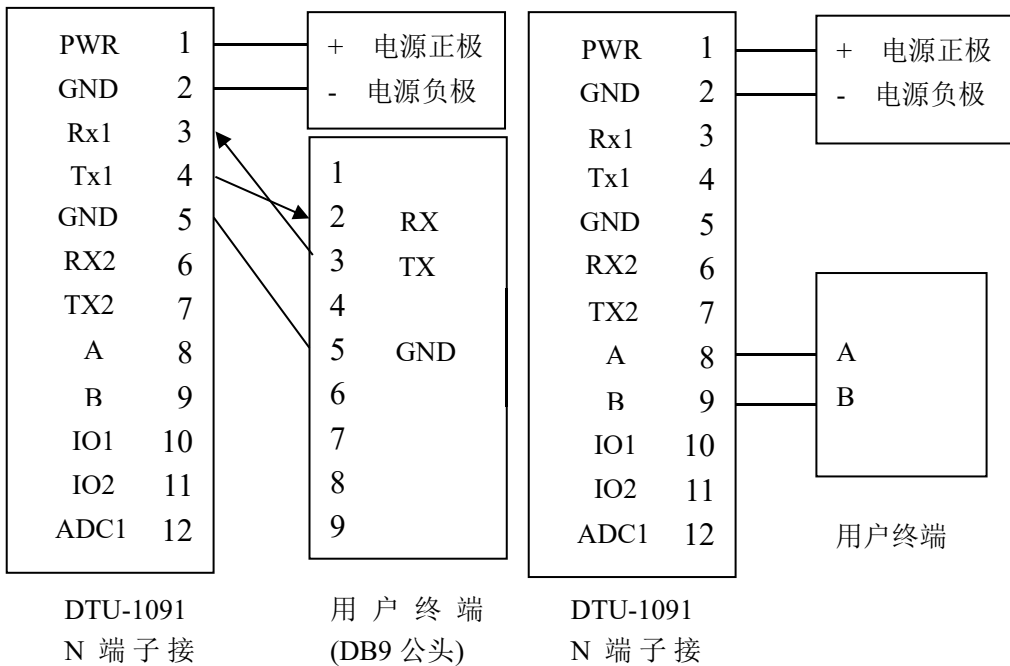 PWR 1
GND 2
Rx1 3
Tx1 4
GND 5
RX2 6
TX2 7
A 8
B 9
IO1 10
IO2 11
ADC1 12
DTU-1091
N 端子接
+ 电源正极
- 电源负极
1
2 RX
3 TX
4
5 GND
6
7
8
9
用户终端
(DB9 公头)
PWR 1
GND 2
Rx1 3
Tx1 4
GND 5
RX2 6
TX2 7
A 8
B 9
IO1 10
IO2 11
ADC1 12
DTU-1091
N 端子接
+ 电源正极
- 电源负极
A
B
用户终端